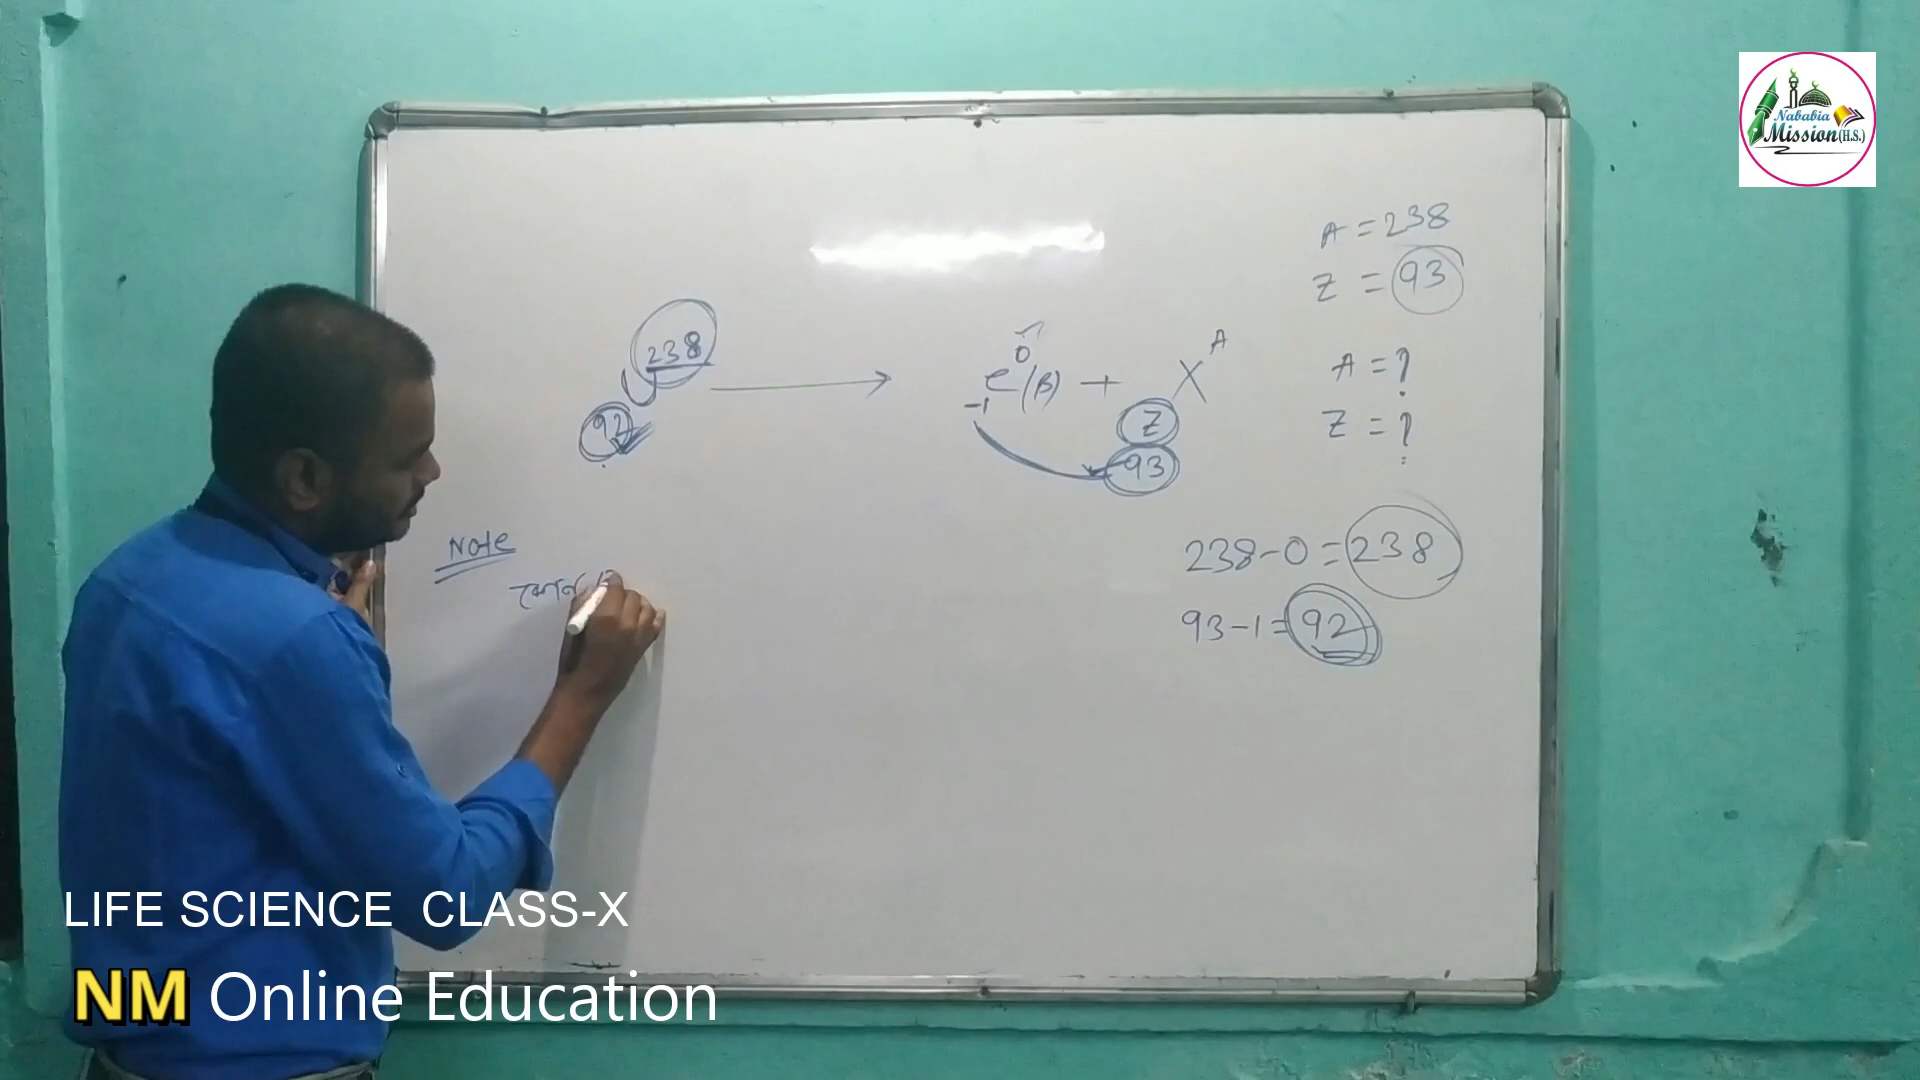 Nababia
Mission (H.S.)
A = 238
Z = 93
238
92
0
e (β) + X A
-1
Z
93
A = ?
Z = ?
238-0 = 238
93-1 = 92
Note
কোন
LIFE SCIENCE CLASS-X
NM Online Education